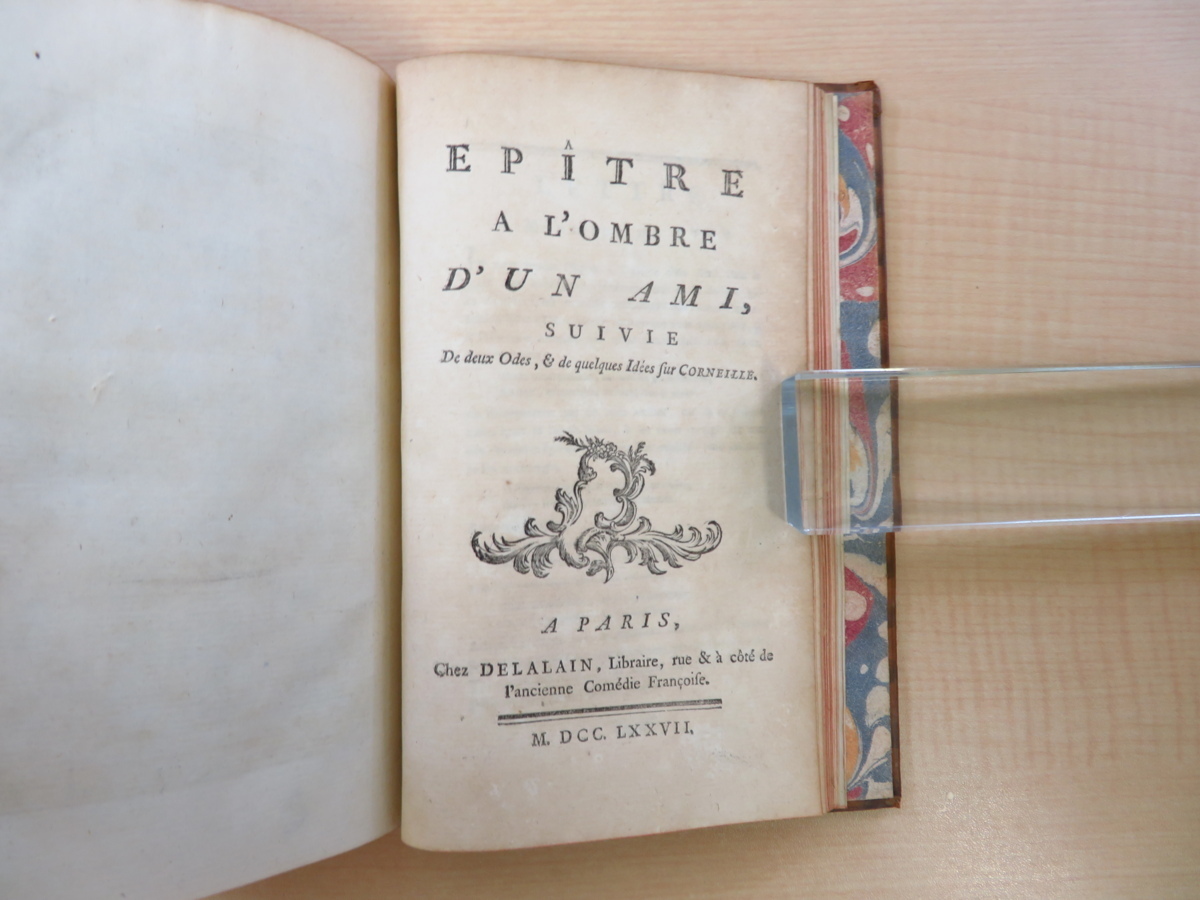 EPÎTRE
A L'OMBRE
D'UN AMI,
SUIVIE
De deux Odes, & de quelques Idées ſur CORNEILLE.
A PARIS,
Chez DELALAIN, Libraire, rue & à côté de
l'ancienne Comédie Françoiſe.
M. DCC. LXXVII.